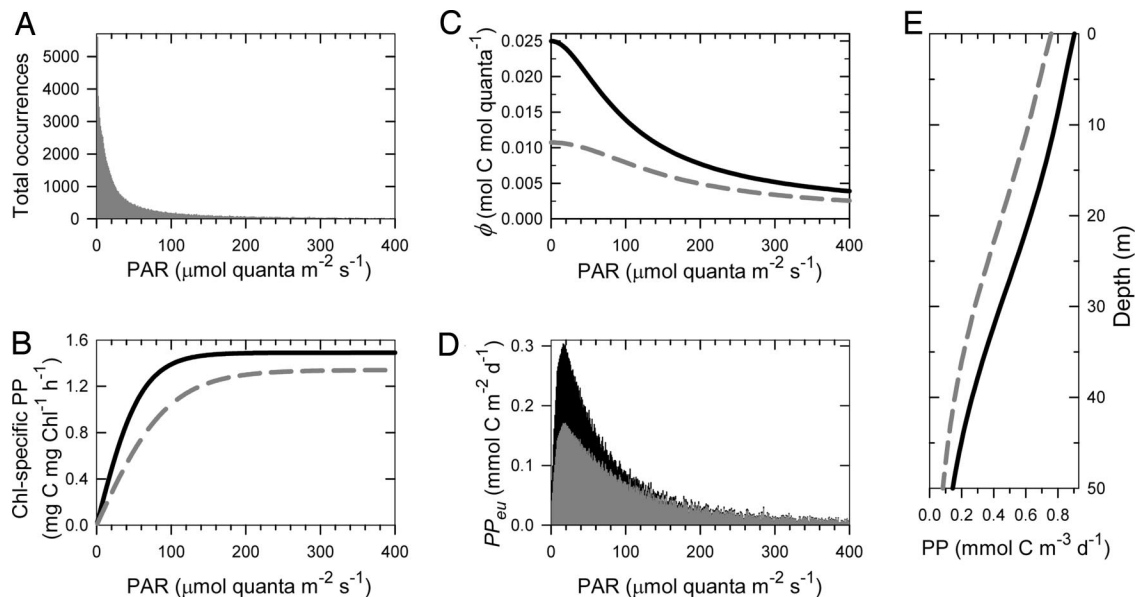 A
Total occurrences
5000
4000
3000
2000
1000
0
0 100 200 300 400
PAR (μmol quanta m⁻² s⁻¹)
B
Chl-specific PP
(mg C mg Chl⁻¹ h⁻¹)
1.6
1.2
0.8
0.4
0.0
0 100 200 300 400
PAR (μmol quanta m⁻² s⁻¹)
C
ϕ (mol C mol quanta⁻¹)
0.025
0.020
0.015
0.010
0.005
0.000
0 100 200 300 400
PAR (μmol quanta m⁻² s⁻¹)
D
PPeu (mmol C m⁻² d⁻¹)
0.3
0.2
0.1
0.0
0 100 200 300 400
PAR (μmol quanta m⁻² s⁻¹)
E
0
10
20
30
40
50
Depth (m)
0.0 0.2 0.4 0.6 0.8
PP (mmol C m⁻³ d⁻¹)